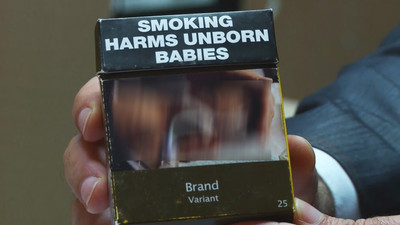 SMOKING
HARMS UNBORN
BABIES
Brand
Variant
25